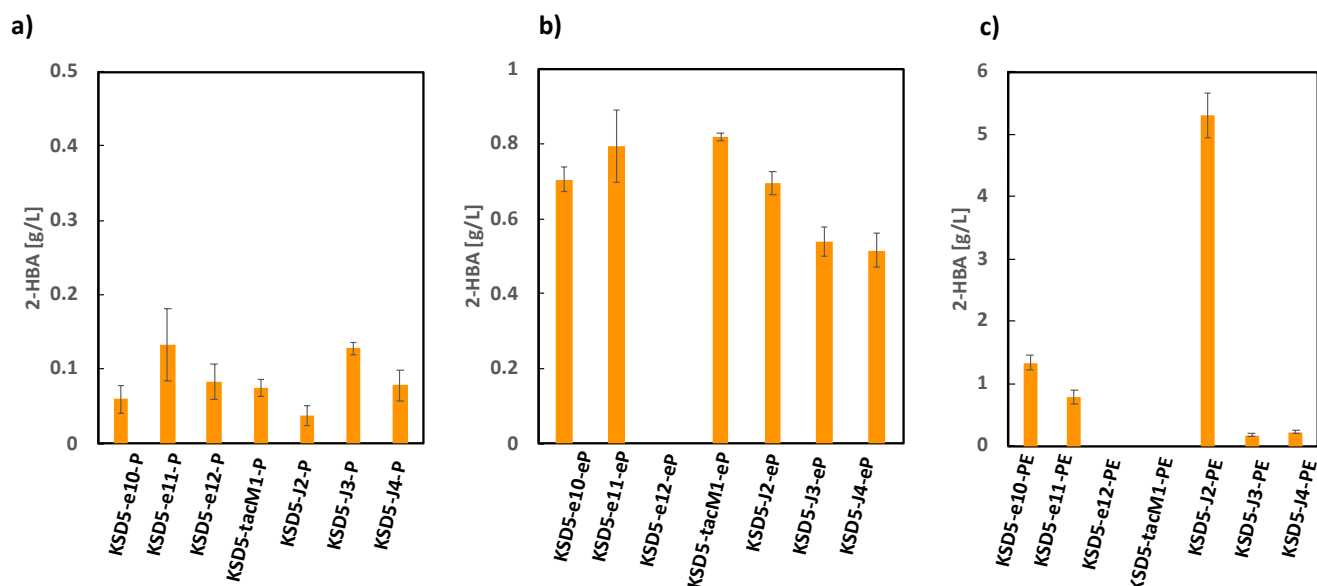 a)
2-HBA [g/L]
0.5
0.4
0.3
0.2
0.1
0
KSD5-e10-P
KSD5-e11-P
KSD5-e12-P
KSD5-tacM1-P
KSD5-J2-P
KSD5-J3-P
KSD5-J4-P
b)
2-HBA [g/L]
1
0.8
0.6
0.4
0.2
0
KSD5-e10-eP
KSD5-e11-eP
KSD5-e12-eP
KSD5-tacM1-eP
KSD5-J2-eP
KSD5-J3-eP
KSD5-J4-eP
c)
2-HBA [g/L]
6
5
4
3
2
1
0
KSD5-e10-PE
KSD5-e11-PE
KSD5-e12-PE
KSD5-tacM1-PE
KSD5-J2-PE
KSD5-J3-PE
KSD5-J4-PE